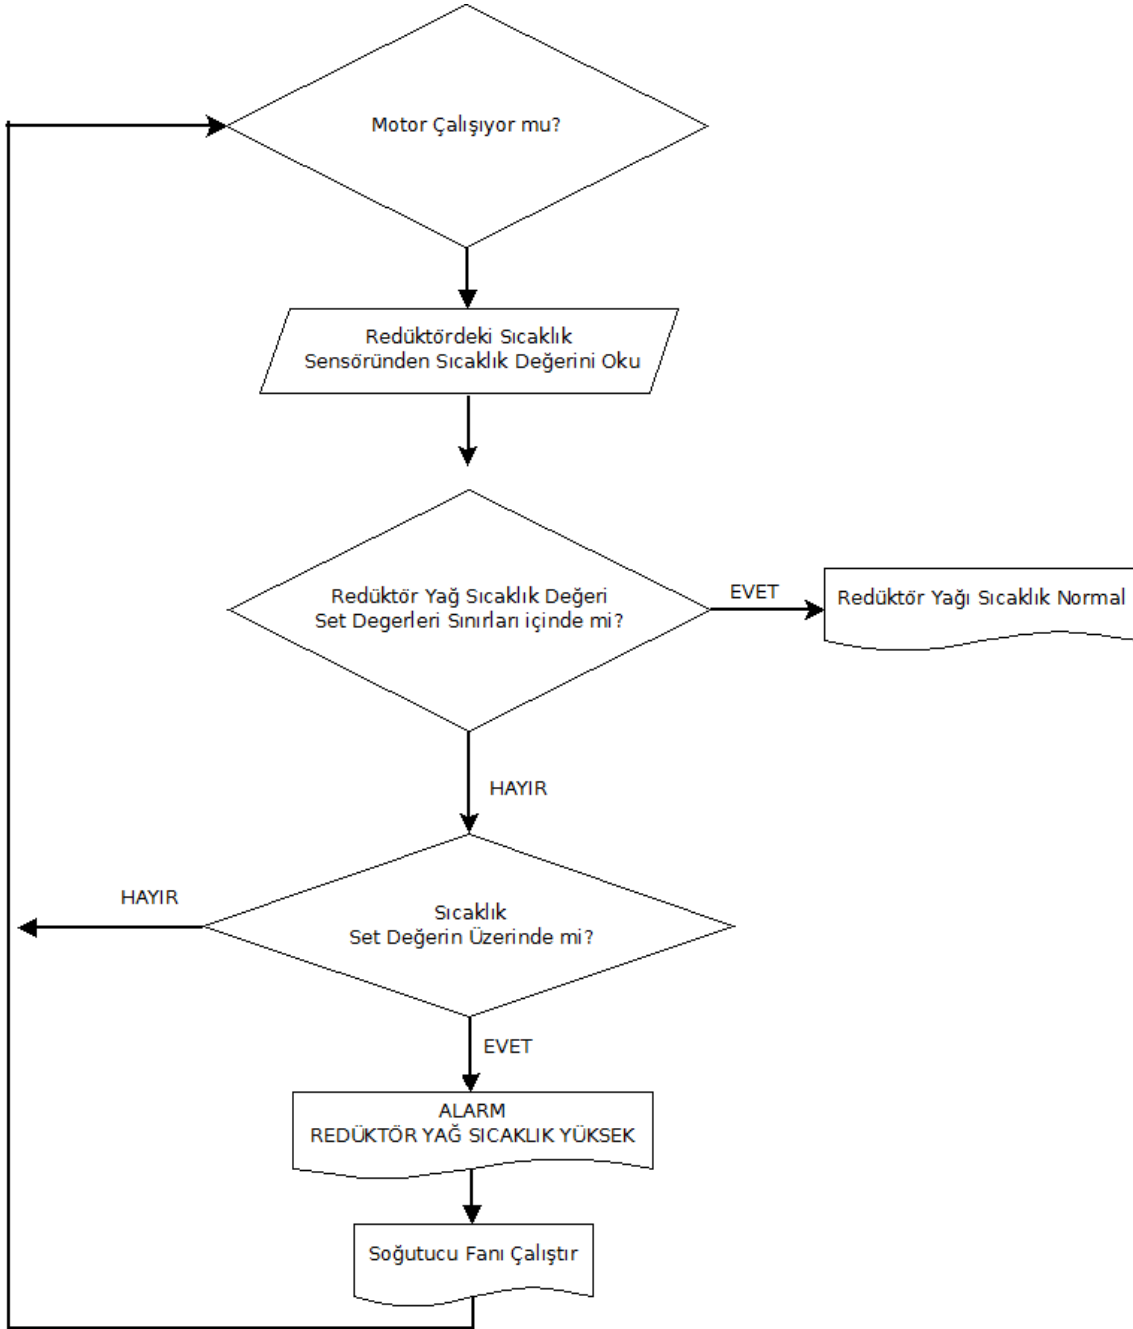 Motor Çalışıyor mu?
Redüktördeki Sıcaklık
Sensöründen Sıcaklık Değerini Oku
Redüktör Yağ Sıcaklık Değeri
Set Degerleri Sınırları içinde mi?
EVET
Redüktör Yağı Sıcaklık Normal
HAYIR
HAYIR
Sıcaklık
Set Değerin Üzerinde mi?
EVET
ALARM
REDÜKTÖR YAĞ SICAKLIK YÜKSEK
Soğutucu Fanı Çalıştır